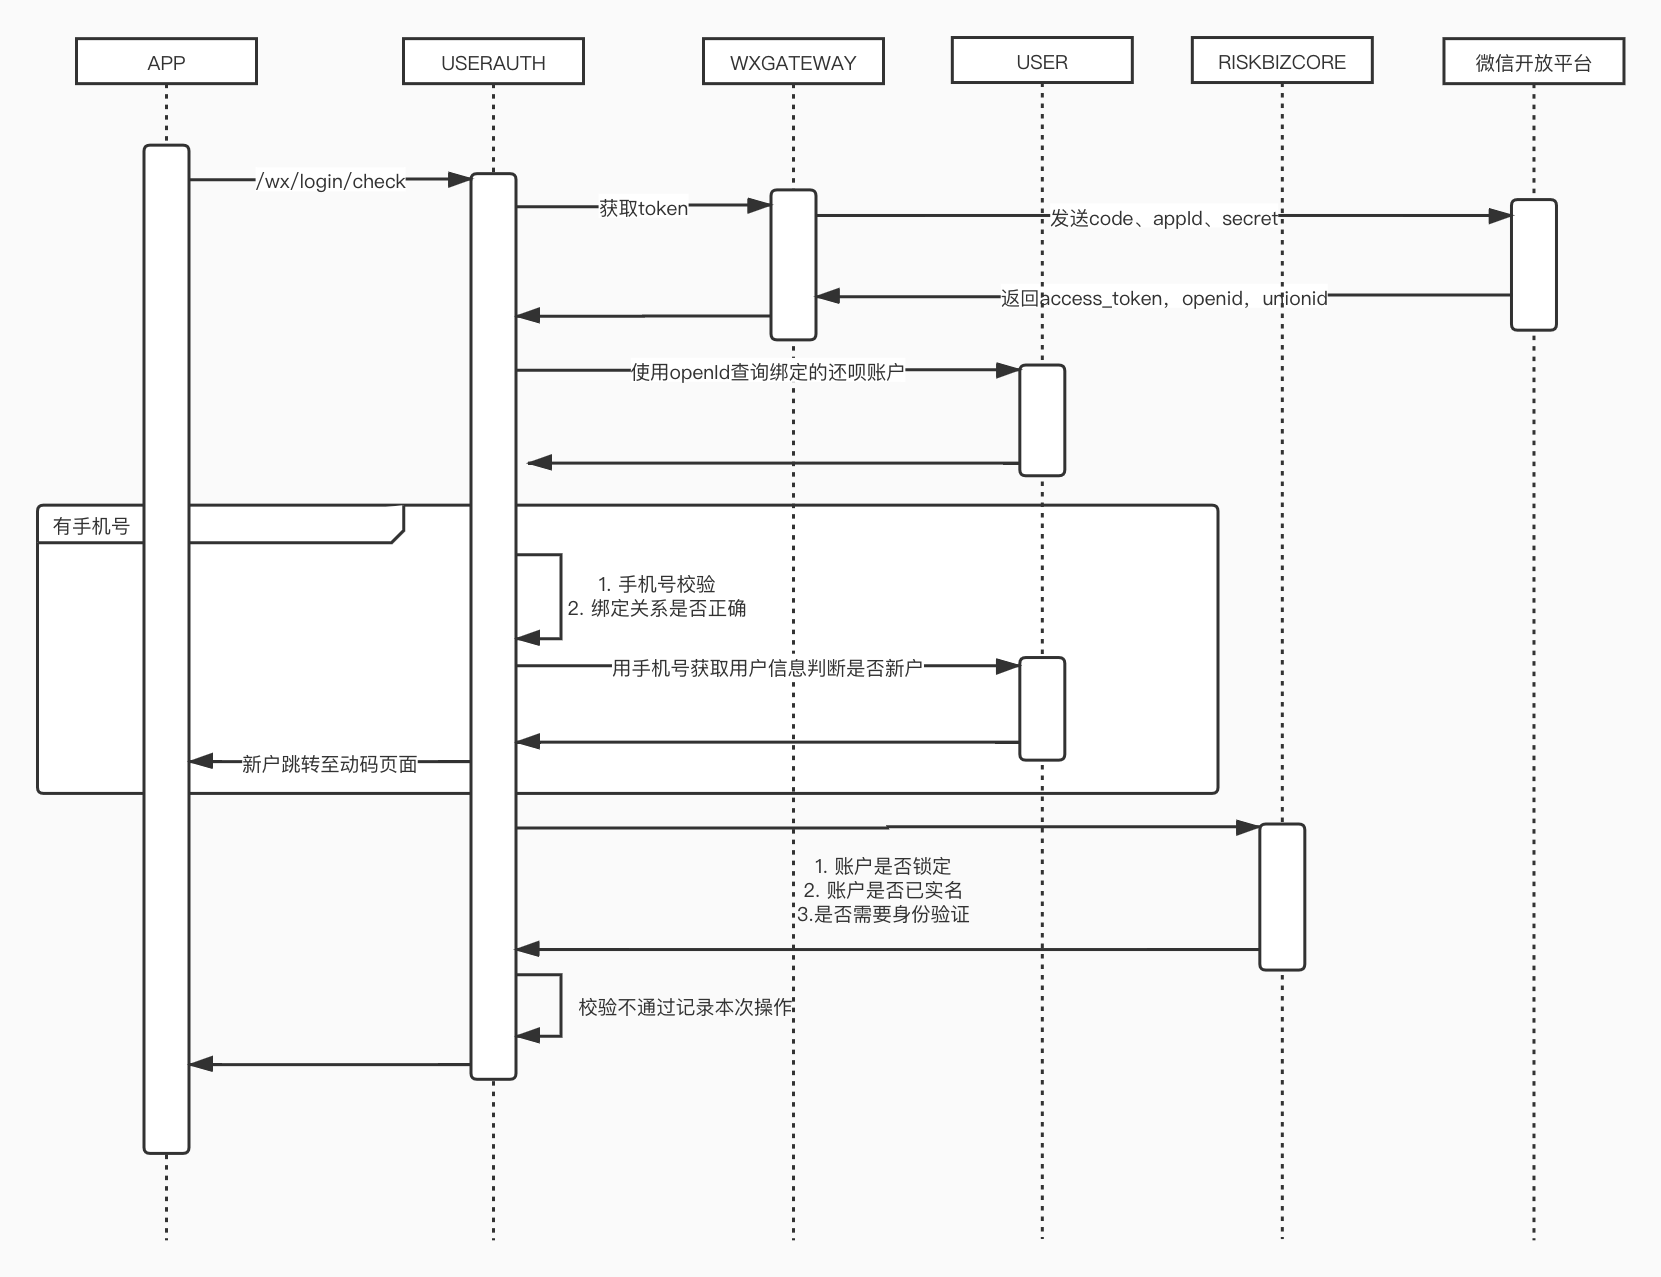 APP
USERAUTH
WXGATEWAY
USER
RISKBIZCORE
微信开放平台
/wx/login/check
获取token
发送code、appId、secret
返回access_token，openid，unionid
使用openId查询绑定的还呗账户
有手机号
1. 手机号校验
2. 绑定关系是否正确
用手机号获取用户信息判断是否新户
新户跳转至动码页面
1. 账户是否锁定
2. 账户是否已实名
3.是否需要身份验证
校验不通过记录本次操作